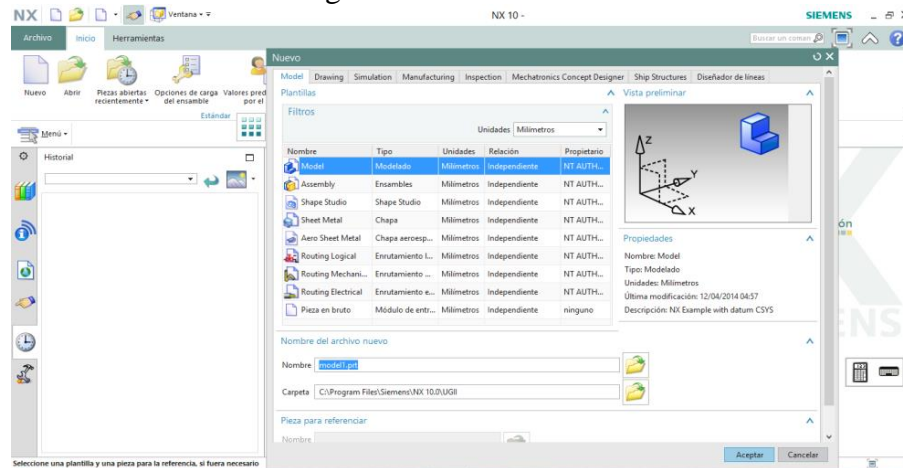 NX Ventana NX 10 - SIEMENS
Archivo Inicio Herramientas Buscar un coman
Nuevo Abrir Piezas abiertas recientemente Opciones de carga del ensamble Valores pred por el
Estándar
Menú
Historial
Nuevo
Model Drawing Simulation Manufacturing Inspection Mechatronics Concept Designer Ship Structures Diseñador de líneas
Plantillas Vista preliminar
Filtros
Unidades Milímetros
Nombre Tipo Unidades Relación Propietario
Model Modelado Milímetros Independiente NT AUTH...
Assembly Ensambles Milímetros Independiente NT AUTH...
Shape Studio Shape Studio Milímetros Independiente NT AUTH...
Sheet Metal Chapa Milímetros Independiente NT AUTH...
Aero Sheet Metal Chapa aeroesp... Milímetros Independiente NT AUTH...
Routing Logical Enrutamiento l... Milímetros Independiente NT AUTH...
Routing Mechani... Enrutamiento ... Milímetros Independiente NT AUTH...
Routing Electrical Enrutamiento e... Milímetros Independiente NT AUTH...
Pieza en bruto Módulo de entr... Milímetros Independiente ninguno
Z
Y
X
ón
Propiedades
Nombre: Model
Tipo: Modelado
Unidades: Milímetros
Última modificación: 12/04/2014 04:57
Descripción: NX Example with datum CSYS
ENS
Nombre del archivo nuevo
Nombre model1.prt
Carpeta C:\Program Files\Siemens\NX 10.0\UGII
Pieza para referenciar
Nombre
Aceptar Cancelar
Seleccione una plantilla y una pieza para la referencia, si fuera necesario